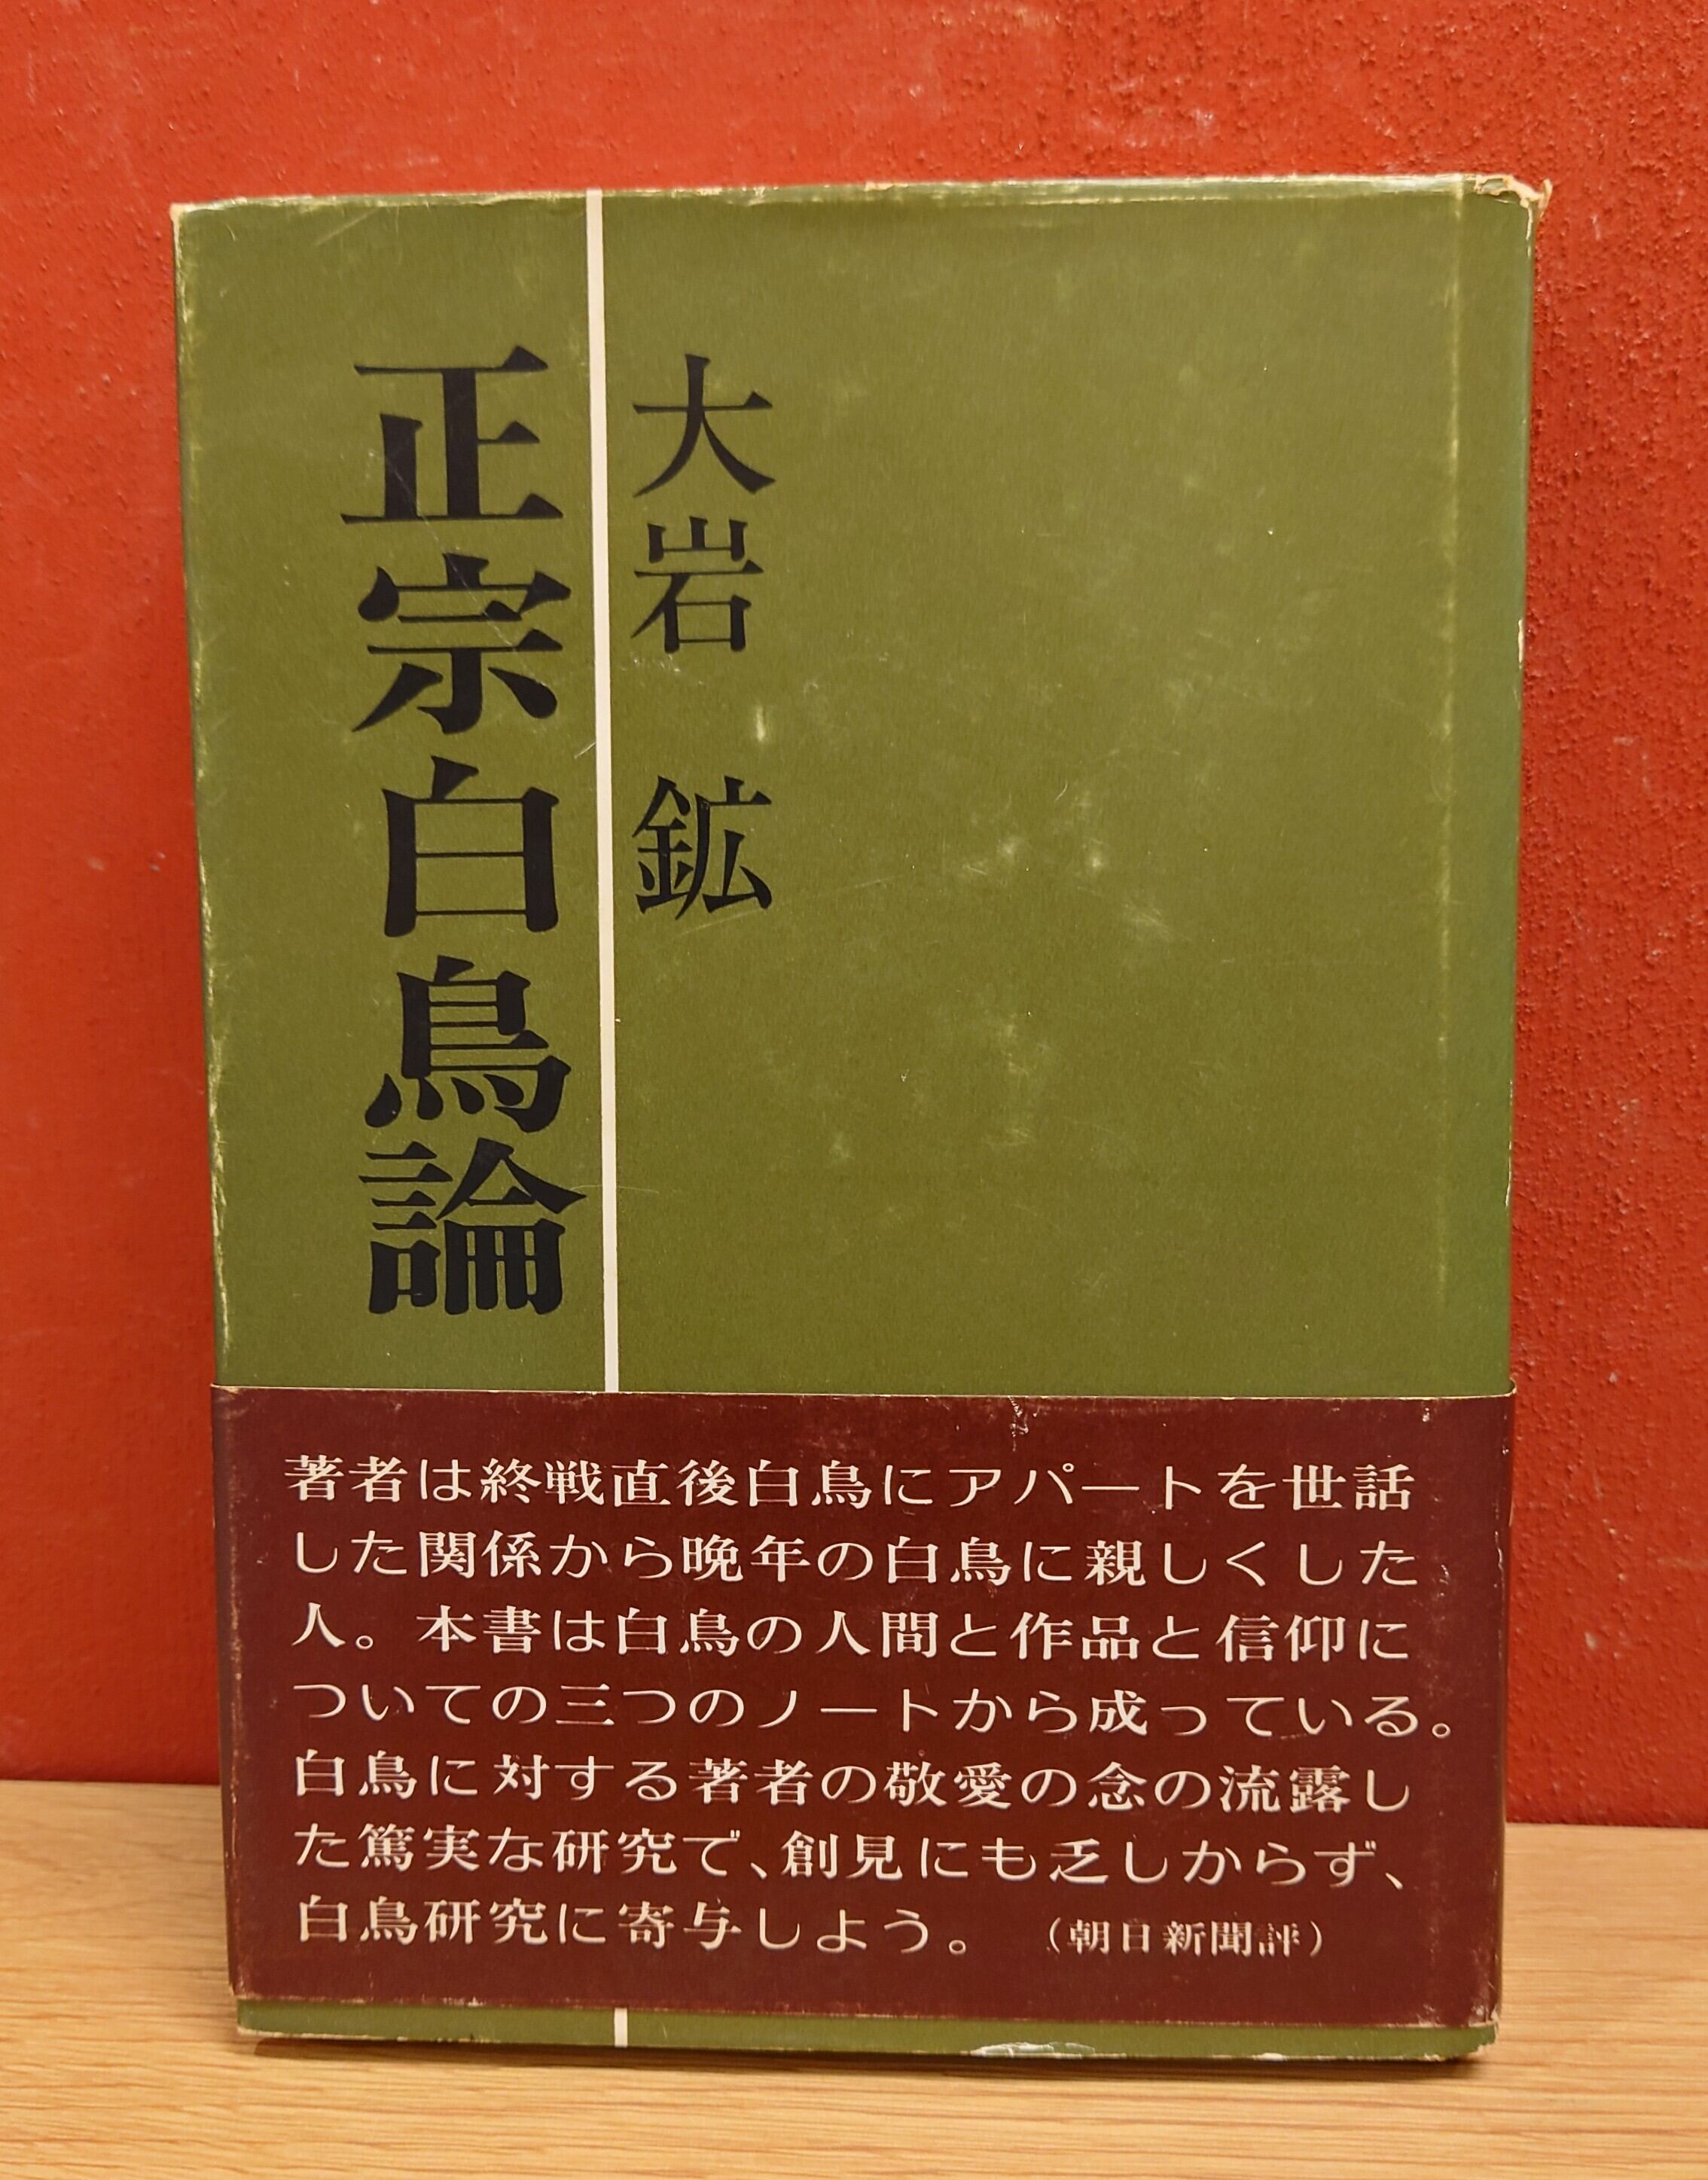 大岩 鉱
正宗白鳥論
著者は終戦直後白鳥にアパートを世話
した関係から晩年の白鳥に親しくした
人。本書は白鳥の人間と作品と信仰に
ついての三つのノートから成っている。
白鳥に対する著者の敬愛の念の流露し
た篤実な研究で、創見にも乏しからず、
白鳥研究に寄与しよう。 (朝日新聞評)